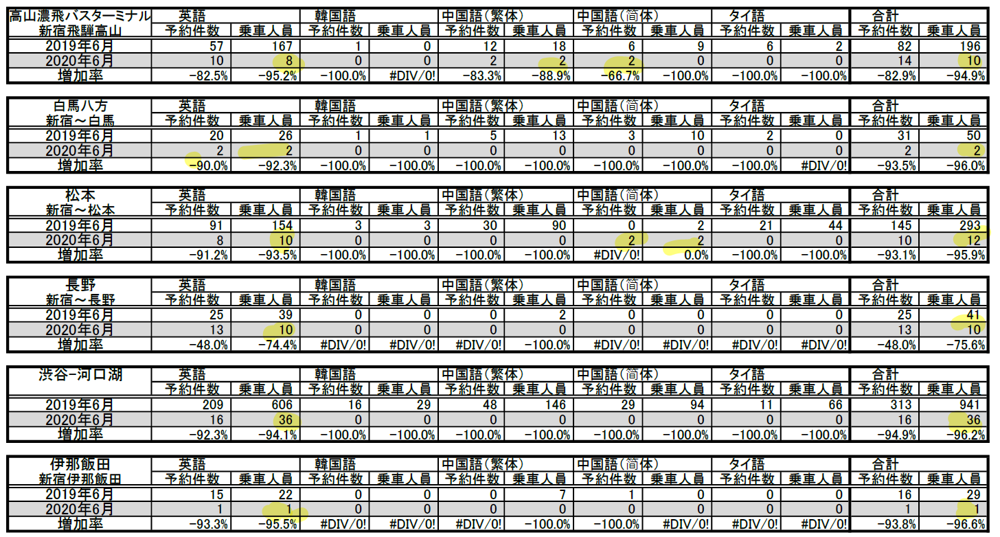 高山濃飛バスターミナル 英語 韓国語 中国語(繁体) 中国語(简体) タイ語 合計
新宿飛騨高山 予約件数 乗車人員 予約件数 乗車人員 予約件数 乗車人員 予約件数 乗車人員 予約件数 乗車人員 予約件数 乗車人員
2019年6月 57 167 1 0 12 18 6 9 6 2 82 196
2020年6月 10 8 0 0 2 2 2 0 0 0 14 10
増加率 -82.5% -95.2% -100.0% #DIV/0! -83.3% -88.9% -66.7% -100.0% -100.0% -100.0% -82.9% -94.9%
白馬八方 英語 韓国語 中国語(繁体) 中国語(简体) タイ語 合計
新宿～白馬 予約件数 乗車人員 予約件数 乗車人員 予約件数 乗車人員 予約件数 乗車人員 予約件数 乗車人員 予約件数 乗車人員
2019年6月 20 26 1 1 5 13 3 10 2 0 31 50
2020年6月 2 2 0 0 0 0 0 0 0 0 2 2
増加率 -90.0% -92.3% -100.0% -100.0% -100.0% -100.0% -100.0% -100.0% -100.0% #DIV/0! -93.5% -96.0%
松本 英語 韓国語 中国語(繁体) 中国語(简体) タイ語 合計
新宿～松本 予約件数 乗車人員 予約件数 乗車人員 予約件数 乗車人員 予約件数 乗車人員 予約件数 乗車人員 予約件数 乗車人員
2019年6月 91 154 3 3 30 90 0 2 21 44 145 293
2020年6月 8 10 0 0 0 0 2 2 0 0 10 12
増加率 -91.2% -93.5% -100.0% -100.0% -100.0% -100.0% #DIV/0! 0.0% -100.0% -100.0% -93.1% -95.9%
長野 英語 韓国語 中国語(繁体) 中国語(简体) タイ語 合計
新宿～長野 予約件数 乗車人員 予約件数 乗車人員 予約件数 乗車人員 予約件数 乗車人員 予約件数 乗車人員 予約件数 乗車人員
2019年6月 25 39 0 0 0 2 0 0 0 0 25 41
2020年6月 13 10 0 0 0 0 0 0 0 0 13 10
増加率 -48.0% -74.4% #DIV/0! #DIV/0! #DIV/0! -100.0% #DIV/0! #DIV/0! #DIV/0! #DIV/0! -48.0% -75.6%
渋谷-河口湖 英語 韓国語 中国語(繁体) 中国語(简体) タイ語 合計
予約件数 乗車人員 予約件数 乗車人員 予約件数 乗車人員 予約件数 乗車人員 予約件数 乗車人員 予約件数 乗車人員
2019年6月 209 606 16 29 48 146 29 94 11 66 313 941
2020年6月 16 36 0 0 0 0 0 0 0 0 16 36
増加率 -92.3% -94.1% -100.0% -100.0% -100.0% -100.0% -100.0% -100.0% -100.0% -100.0% -94.9% -96.2%
伊那飯田 英語 韓国語 中国語(繁体) 中国語(简体) タイ語 合計
新宿伊那飯田 予約件数 乗車人員 予約件数 乗車人員 予約件数 乗車人員 予約件数 乗車人員 予約件数 乗車人員 予約件数 乗車人員
2019年6月 15 22 0 0 0 7 1 0 0 0 16 29
2020年6月 1 1 0 0 0 0 0 0 0 0 1 1
増加率 -93.3% -95.5% #DIV/0! #DIV/0! #DIV/0! -100.0% -100.0% #DIV/0! #DIV/0! #DIV/0! -93.8% -96.6%